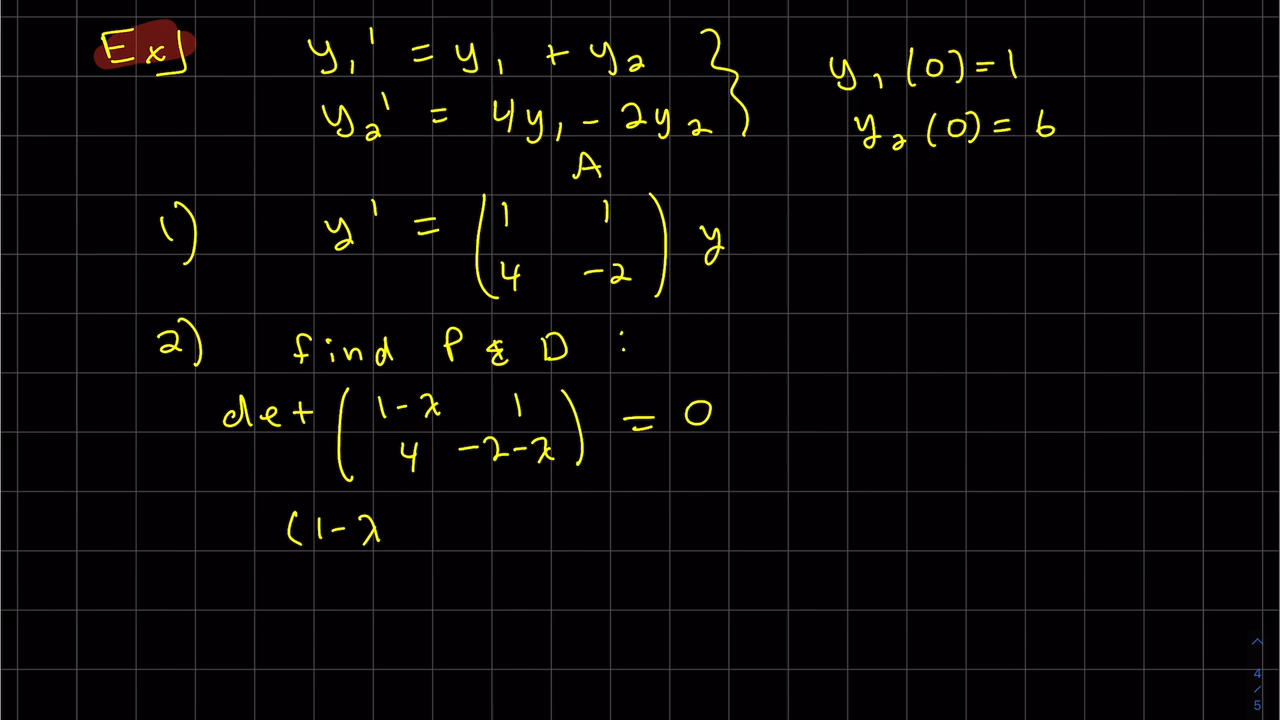 Ex] y₁' = y₁ + y₂ } y₁(0)=1
y₂' = 4y₁ - 2y₂ y₂(0)=6
A
1) y' = ( 1 1 ) y
4 -2
2) find P & D :
det ( 1-λ 1 ) = 0
4 -2-λ
(1-λ
4/5